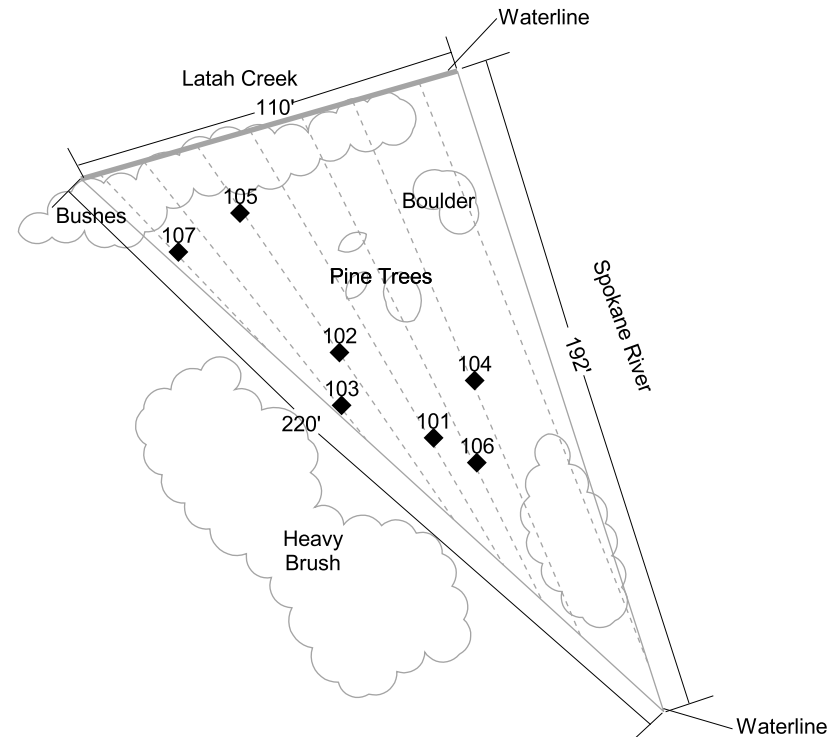 Waterline
Latah Creek
110'
Boulder
105
Bushes
107
Pine Trees
Spokane River
102
192'
104
103
220'
101
106
Heavy
Brush
Waterline